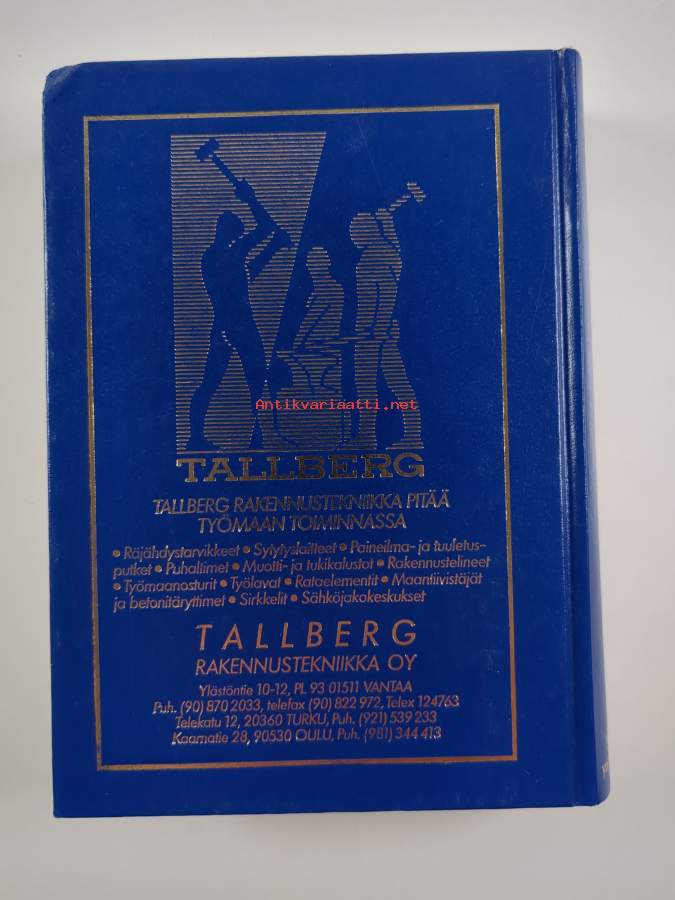 Antikvariaatti.net
TALLBERG
TALLBERG RAKENNUSTEKNIIKKA PITÄÄ
TYÖMAAN TOIMINNASSA
• Räjähdystarvikkeet • Sytytyslaitteet • Paineilma- ja tuuletus-
putket • Puhaltimet • Muotti- ja tukikalustot • Rakennustelineet
• Työmaanosturit • Työlavat • Rataelementit • Maantiivistäjät
ja betonitäryttimet • Sirkkelit • Sähköjakokeskukset
TALLBERG
RAKENNUSTEKNIIKKA OY
Ylästöntie 10-12, PL 93 01511 VANTAA
Puh. (90) 870 2033, telefax (90) 822 972, Telex 124763
Telekatu 12, 20360 TURKU, Puh. (921) 539 233
Kaarnatie 28, 90530 OULU, Puh. (981) 344 413